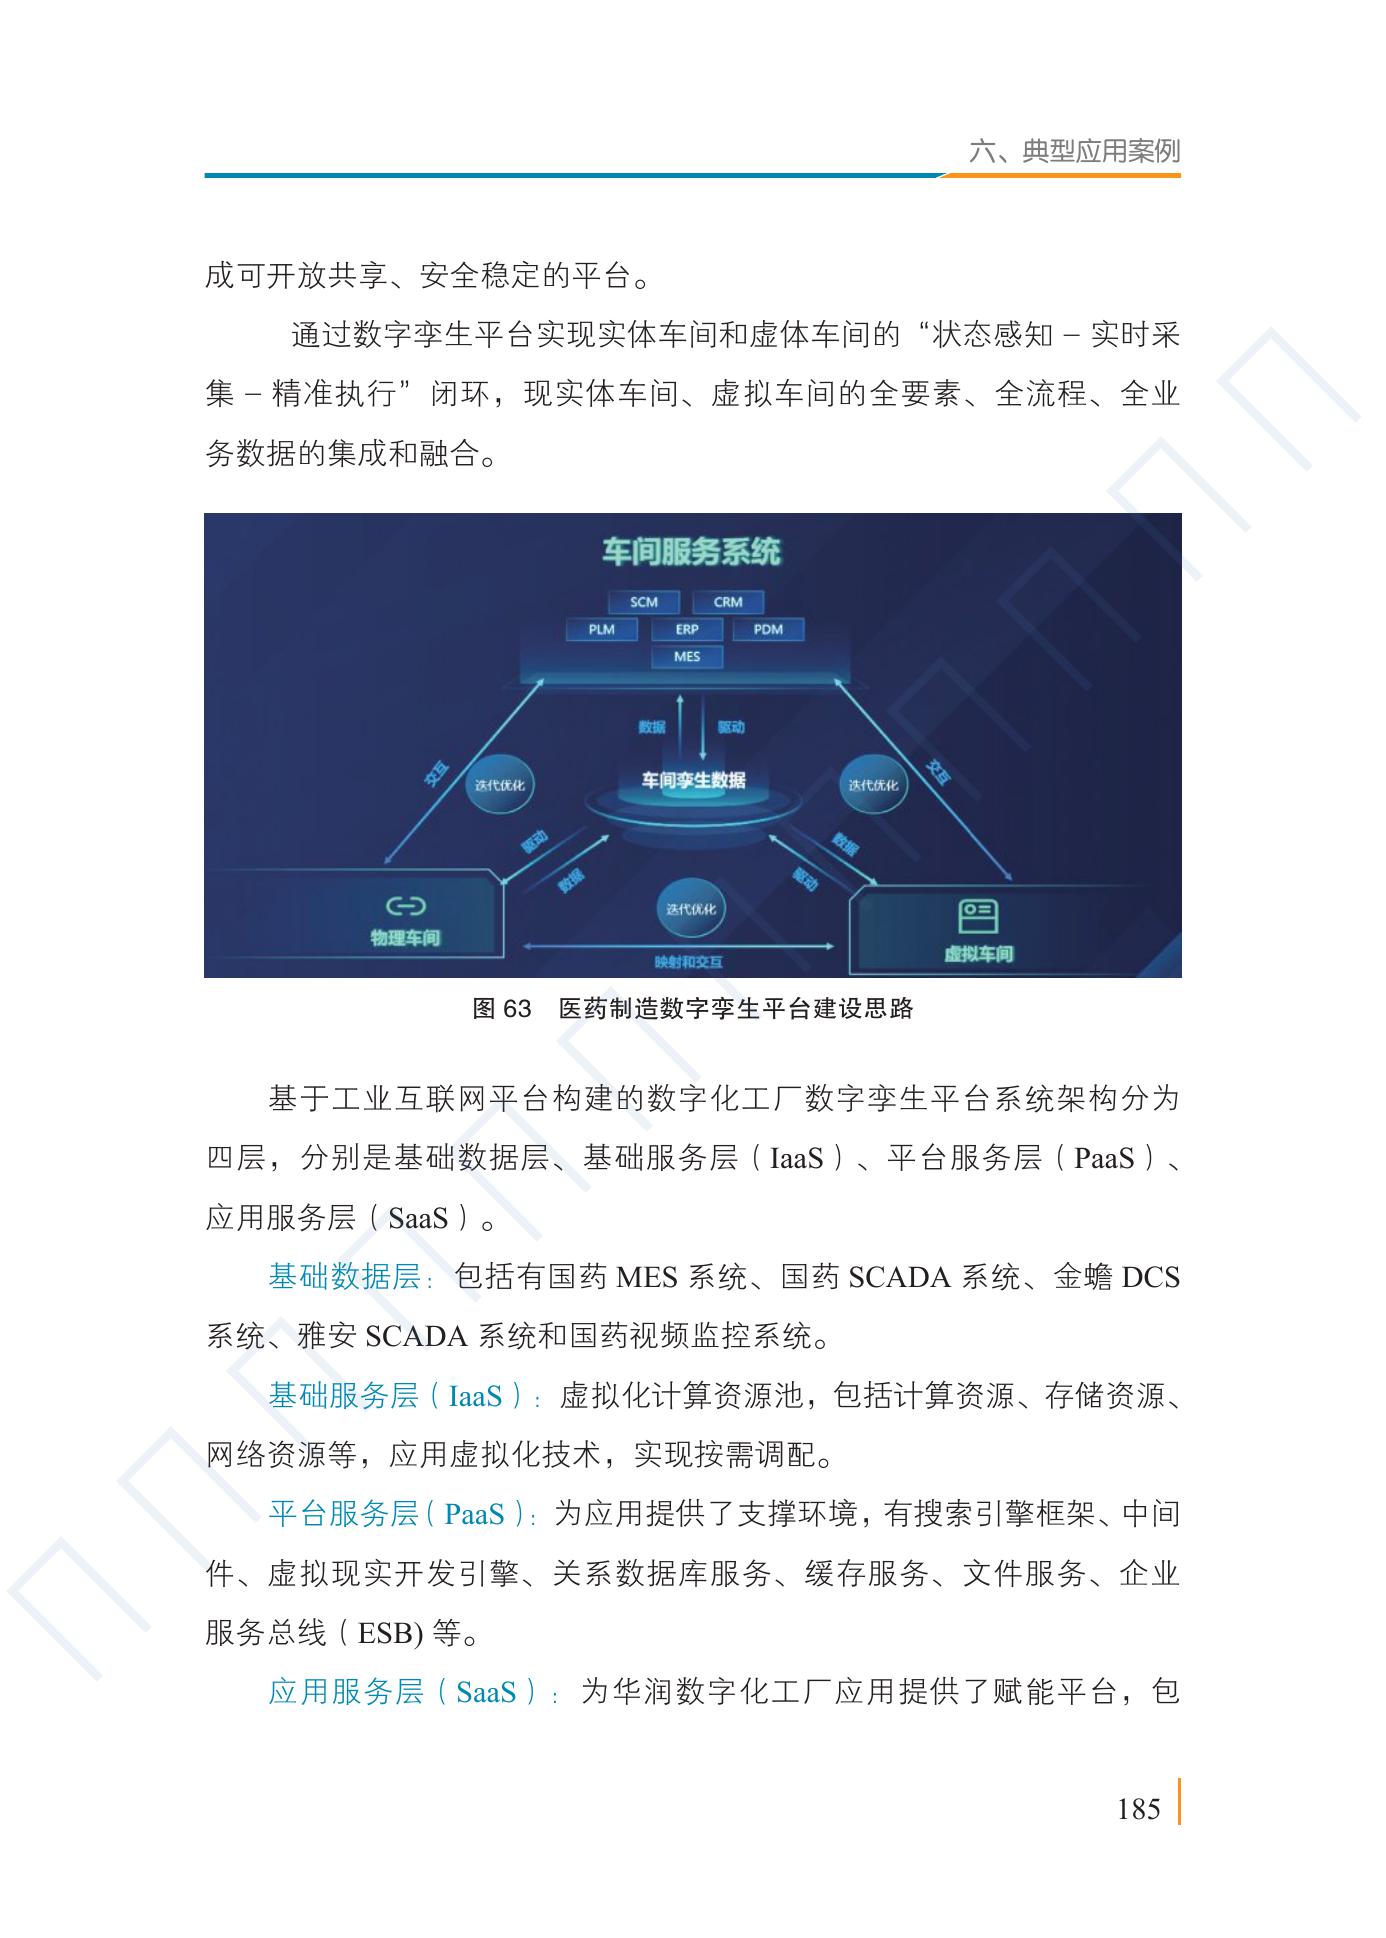 六、典型应用案例
成可开放共享、安全稳定的平台。
通过数字孪生平台实现实体车间和虚体车间的“状态感知 – 实时采
集 – 精准执行”闭环，现实体车间、虚拟车间的全要素、全流程、全业
务数据的集成和融合。
车间服务系统
SCM CRM
PLM ERP PDM
MES
数据 驱动
交互 迭代优化 车间孪生数据 迭代优化 交互
驱动 数据
数据 驱动
迭代优化
物理车间 虚拟车间
映射和交互
图 63 医药制造数字孪生平台建设思路
基于工业互联网平台构建的数字化工厂数字孪生平台系统架构分为
四层，分别是基础数据层、基础服务层（IaaS）、平台服务层（PaaS）、
应用服务层（SaaS）。
基础数据层：包括有国药 MES 系统、国药 SCADA 系统、金蟾 DCS
系统、雅安 SCADA 系统和国药视频监控系统。
基础服务层（IaaS）：虚拟化计算资源池，包括计算资源、存储资源、
网络资源等，应用虚拟化技术，实现按需调配。
平台服务层（PaaS）：为应用提供了支撑环境，有搜索引擎框架、中间
件、虚拟现实开发引擎、关系数据库服务、缓存服务、文件服务、企业
服务总线（ESB) 等。
应用服务层（SaaS）：为华润数字化工厂应用提供了赋能平台，包
185